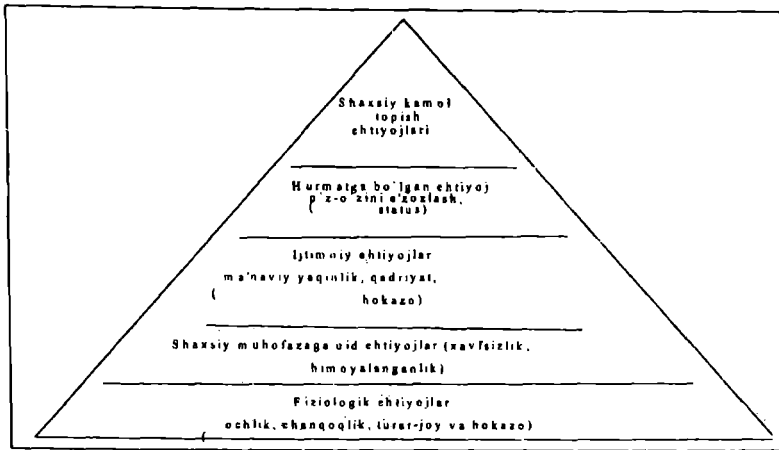 Shaxsiy kamol
topish
ehtiyojlari
Hurmatga bo'lgan ehtiyoj
o'z-o'zini e'zozlash,
( status)
Ijtimoiy ehtiyojlar
ma'naviy yaqinlik, qadriyat,
( hokazo)
Shaxsiy muhofazaga oid ehtiyojlar (xavfsizlik,
himoyalanganlik)
Fiziologik ehtiyojlar
ochlik, chanqoqlik, turar-joy va hokazo)
(